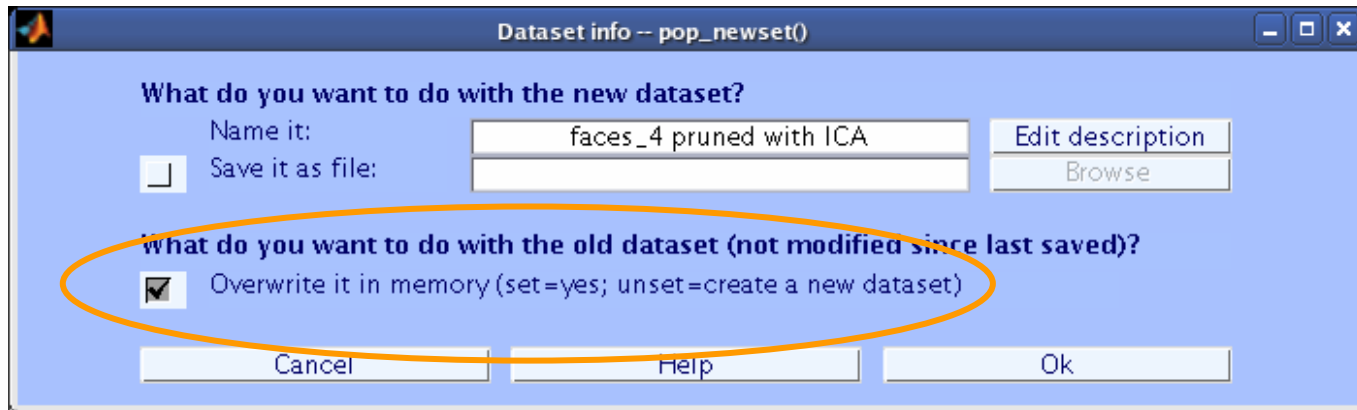 Dataset info -- pop_newset()
What do you want to do with the new dataset?
Name it: faces_4 pruned with ICA Edit description
Save it as file: Browse
What do you want to do with the old dataset (not modified since last saved)?
Overwrite it in memory (set=yes; unset=create a new dataset)
Cancel Help Ok